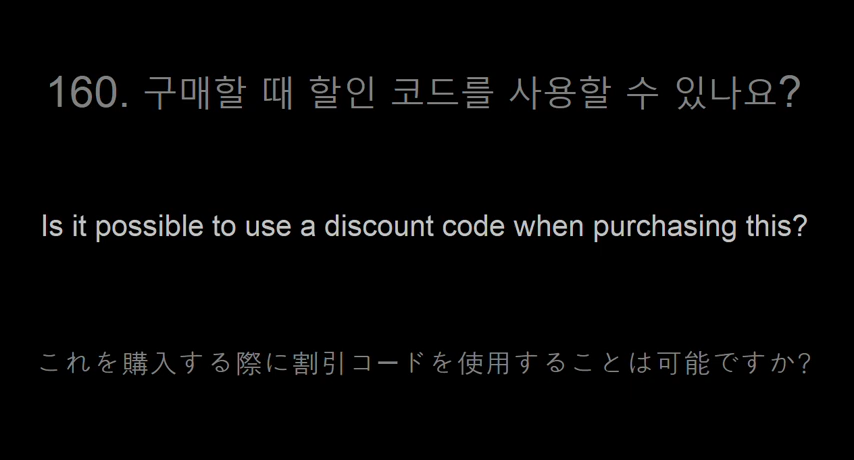 160. 구매할 때 할인 코드를 사용할 수 있나요?
Is it possible to use a discount code when purchasing this?
これを購入する際に割引コードを使用することは可能ですか?